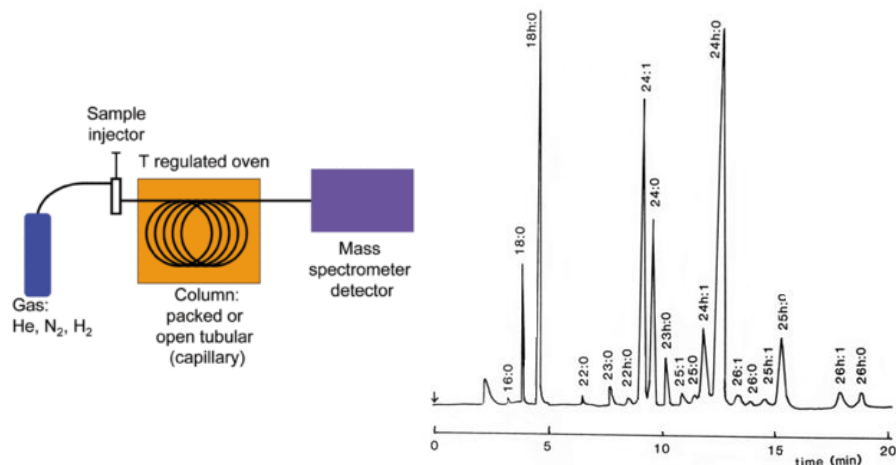 Sample
injector
T regulated oven
Gas:
He, N₂, H₂
Column:
packed or
open tubular
(capillary)
Mass
spectrometer
detector
16:0
18:0
18h:0
22:0
23:0
22h:0
24:1
24:0
23h:0
25:1
25:0
24h:1
24h:0
26:1
26:0
25h:1
25h:0
26h:1
26h:0
0
5
10
15
20
time (min)